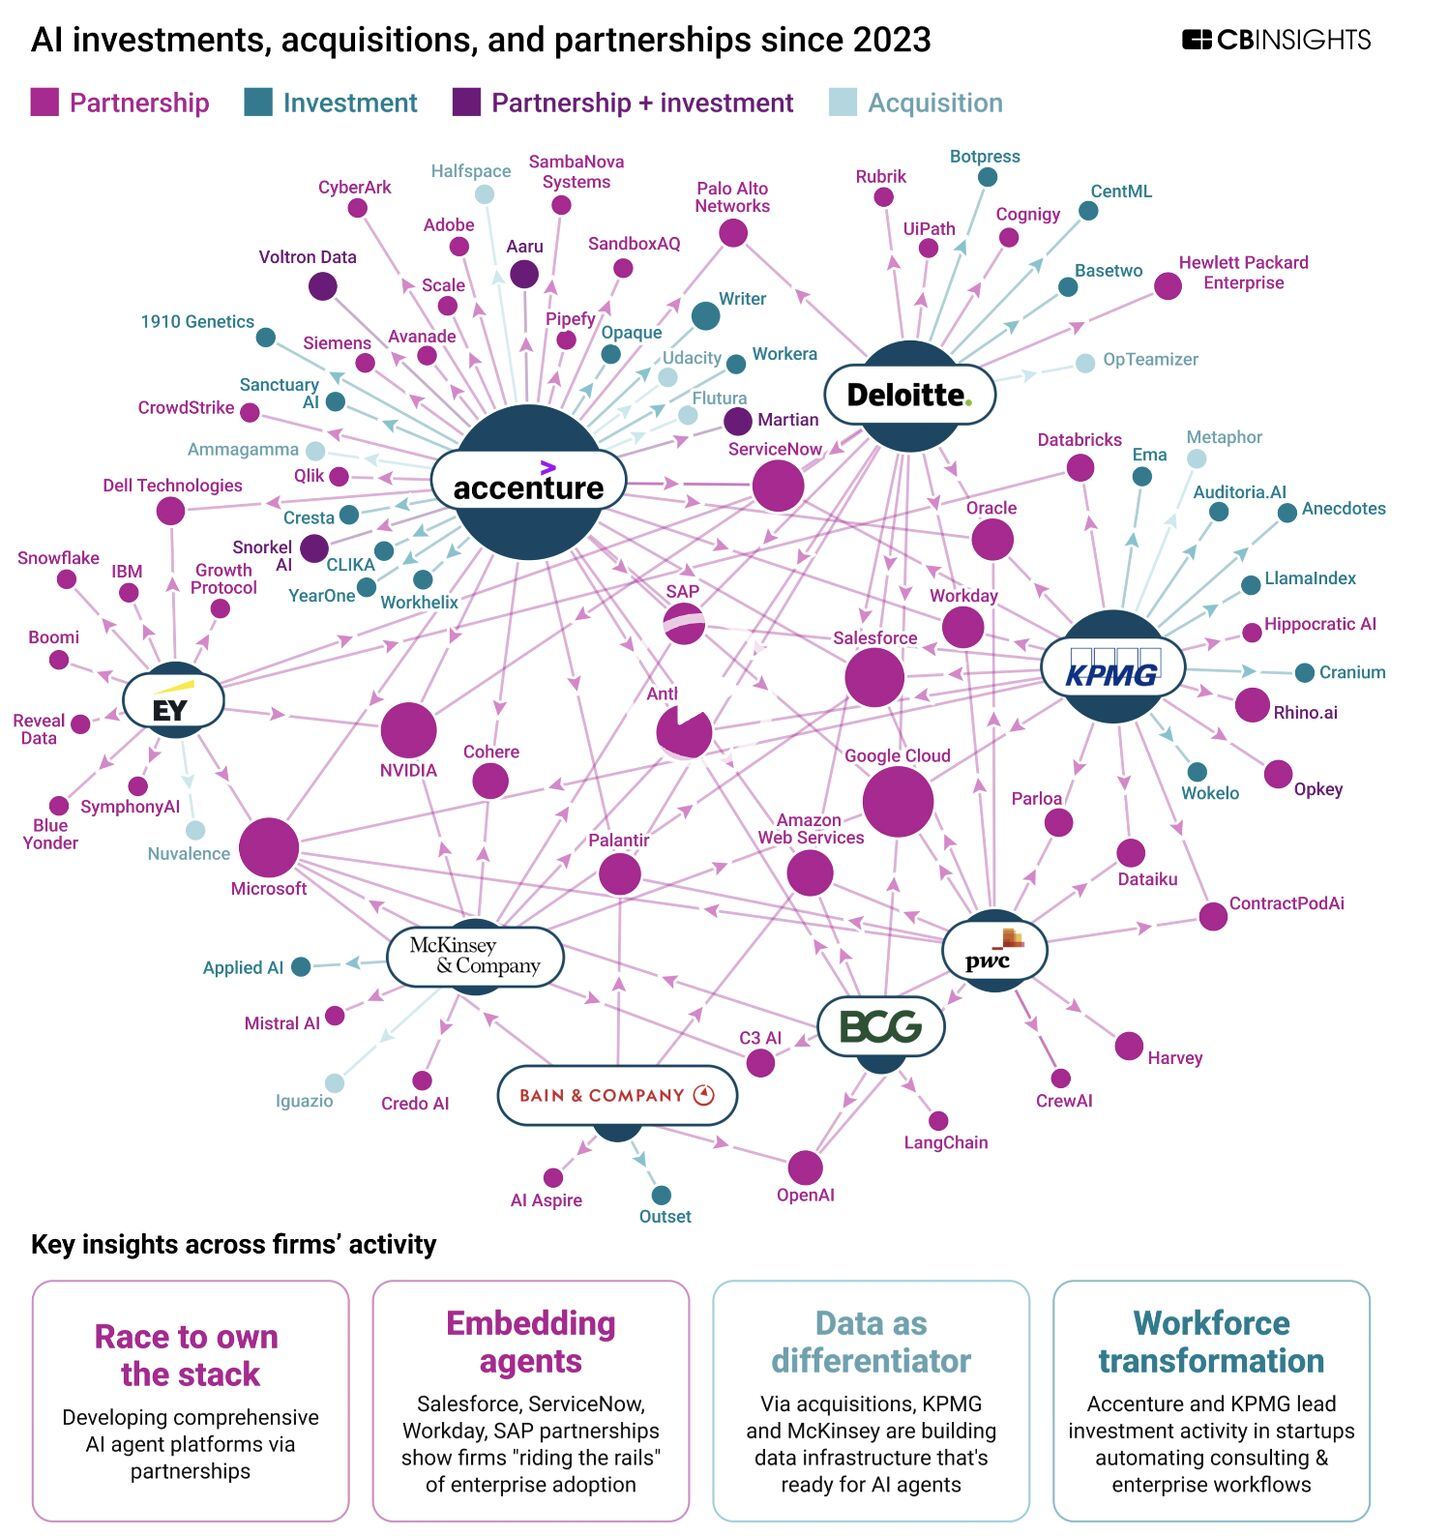 AI investments, acquisitions, and partnerships since 2023
CBINSIGHTS
Partnership
Investment
Partnership + investment
Acquisition
Halfspace
SambaNova
Systems
CyberArk
Adobe
Palo Alto
Networks
Rubrik
Botpress
CentML
Cognigy
UiPath
Voltron Data
Aaru
SandboxAQ
Basetwo
Hewlett Packard
Enterprise
Scale
Writer
1910 Genetics
Siemens
Avanade
Pipefy
Opaque
Udacity
Workera
OpTeamizer
Sanctuary
AI
Deloitte.
CrowdStrike
Flutura
Martian
Ammagamma
ServiceNow
Databricks
Metaphor
Ema
Qlik
accenture
Dell Technologies
Auditoria.AI
Anecdotes
Cresta
Oracle
Snorkel
AI
CLIKA
Snowflake
IBM
Growth
Protocol
YearOne
Workhelix
SAP
Workday
LlamaIndex
Boomi
Salesforce
Hippocratic AI
KPMG
Cranium
EY
Anth
Reveal
Data
Rhino.ai
NVIDIA
Cohere
Google Cloud
SymphonyAI
Blue
Yonder
Parloa
Wokelo
Opkey
Nuvalence
Microsoft
Palantir
Amazon
Web Services
Dataiku
ContractPodAi
McKinsey
& Company
pwc
Applied AI
Mistral AI
BCG
C3 AI
Harvey
Iguazio
Credo AI
BAIN & COMPANY
CrewAI
LangChain
AI Aspire
Outset
OpenAI
Key insights across firms’ activity
Race to own
the stack
Developing comprehensive
AI agent platforms via
partnerships
Embedding
agents
Salesforce, ServiceNow,
Workday, SAP partnerships
show firms "riding the rails"
of enterprise adoption
Data as
differentiator
Via acquisitions, KPMG
and McKinsey are building
data infrastructure that's
ready for AI agents
Workforce
transformation
Accenture and KPMG lead
investment activity in startups
automating consulting &
enterprise workflows